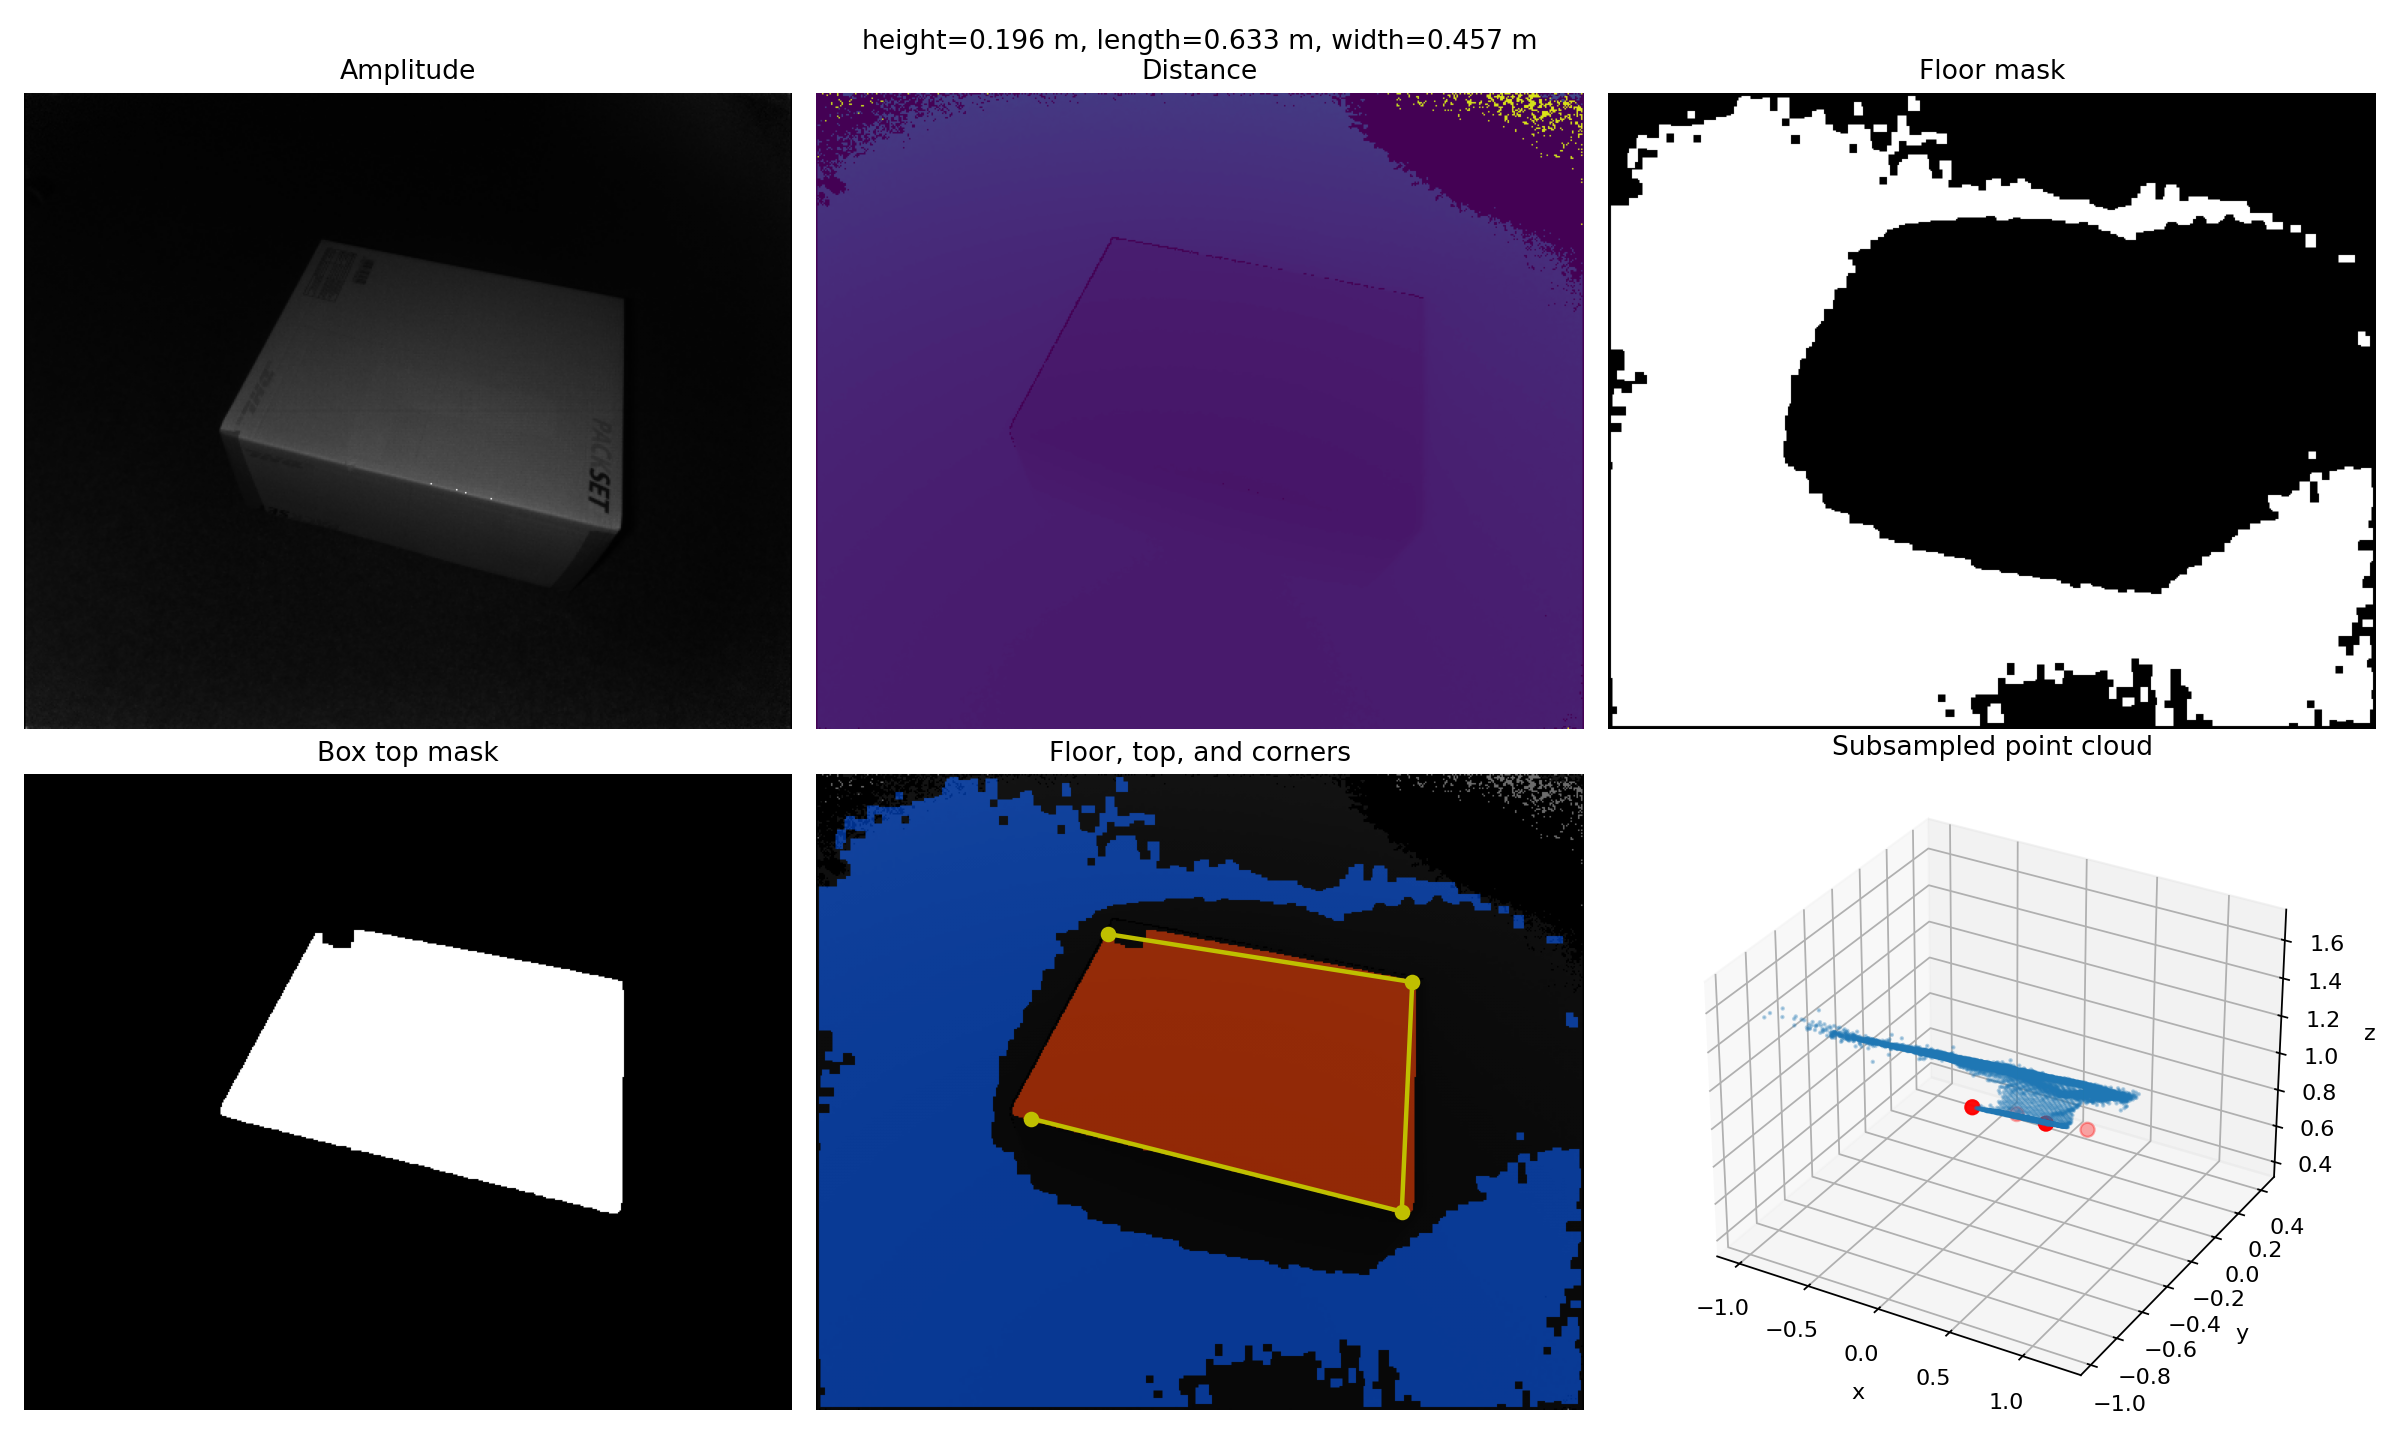 height=0.196 m, length=0.633 m, width=0.457 m
Amplitude
Distance
Floor mask
PACKSET
Box top mask
Floor, top, and corners
Subsampled point cloud
1.6
1.4
1.2
1.0
0.8
0.6
0.4
z
0.4
0.2
0.0
−0.2
−0.4
−0.6
−0.8
−1.0
y
−1.0
−0.5
0.0
0.5
1.0
x